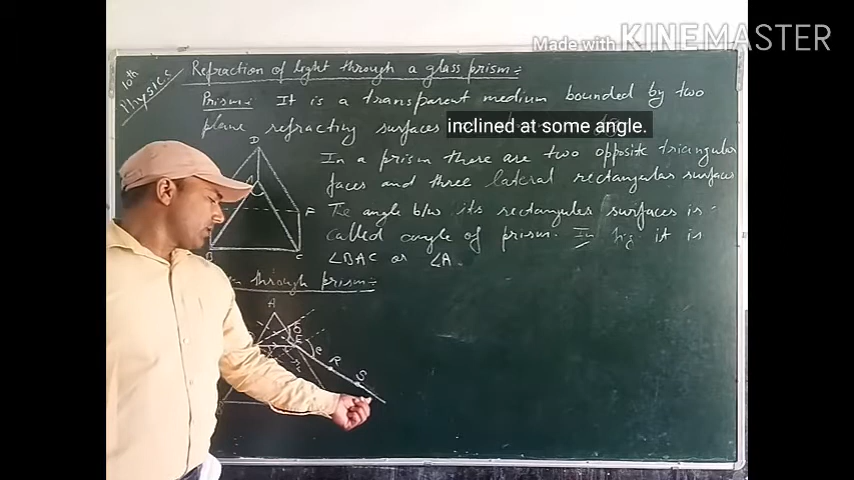 Made with KINEMASTER
10th
Physics
Refraction of light through a glass prism :-
Prism :- It is a transparent medium bounded by two
plane refracting surfaces inclined at some angle.
In a prism there are two opposite triangular
faces and three lateral rectangular surfaces
The angle b/w its rectangular surfaces is
called angle of prism. In fig. it is
∠BAC or ∠A.
through prism :-
D
F
B
C
A
E
e
R
S